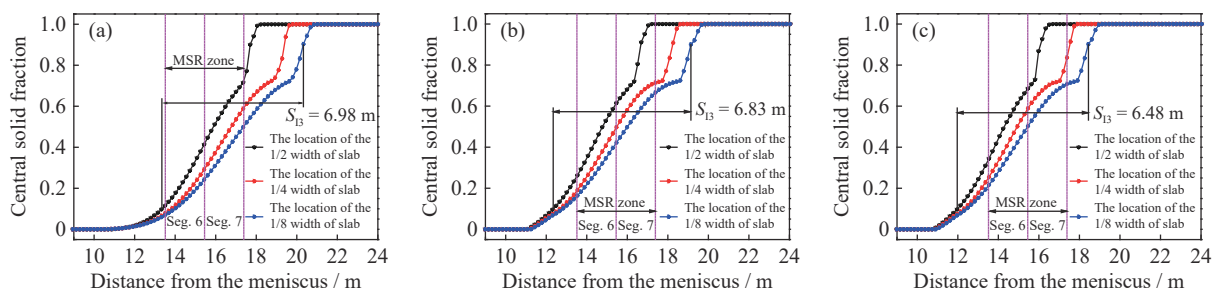 (a)
MSR zone
S_I3 = 6.98 m
The location of the
1/2 width of slab
The location of the
1/4 width of slab
The location of the
1/8 width of slab
Seg. 6 Seg. 7
Central solid fraction
1.0
0.8
0.6
0.4
0.2
0
10 12 14 16 18 20 22 24
Distance from the meniscus / m
(b)
S_I3 = 6.83 m
The location of the
1/2 width of slab
The location of the
1/4 width of slab
The location of the
1/8 width of slab
MSR zone
Seg. 6 Seg. 7
Central solid fraction
1.0
0.8
0.6
0.4
0.2
0
10 12 14 16 18 20 22 24
Distance from the meniscus / m
(c)
S_I3 = 6.48 m
The location of the
1/2 width of slab
The location of the
1/4 width of slab
The location of the
1/8 width of slab
MSR zone
Seg. 6 Seg. 7
Central solid fraction
1.0
0.8
0.6
0.4
0.2
0
10 12 14 16 18 20 22 24
Distance from the meniscus / m